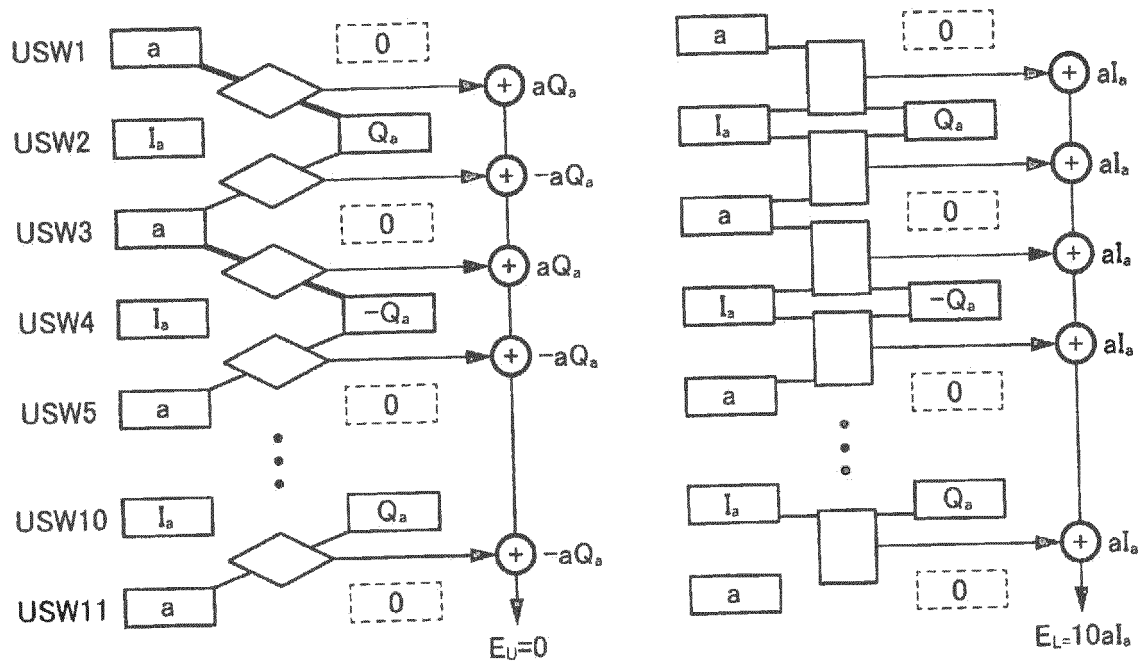 USW1 a 0 aQₐ
USW2 Iₐ Qₐ -aQₐ
USW3 a 0 aQₐ
USW4 Iₐ -Qₐ -aQₐ
USW5 a 0
USW10 Iₐ Qₐ -aQₐ
USW11 a 0
E_U=0
a 0 aIₐ
Iₐ Qₐ aIₐ
a 0 aIₐ
Iₐ -Qₐ aIₐ
a 0
Iₐ Qₐ aIₐ
a 0
E_L=10aIₐ